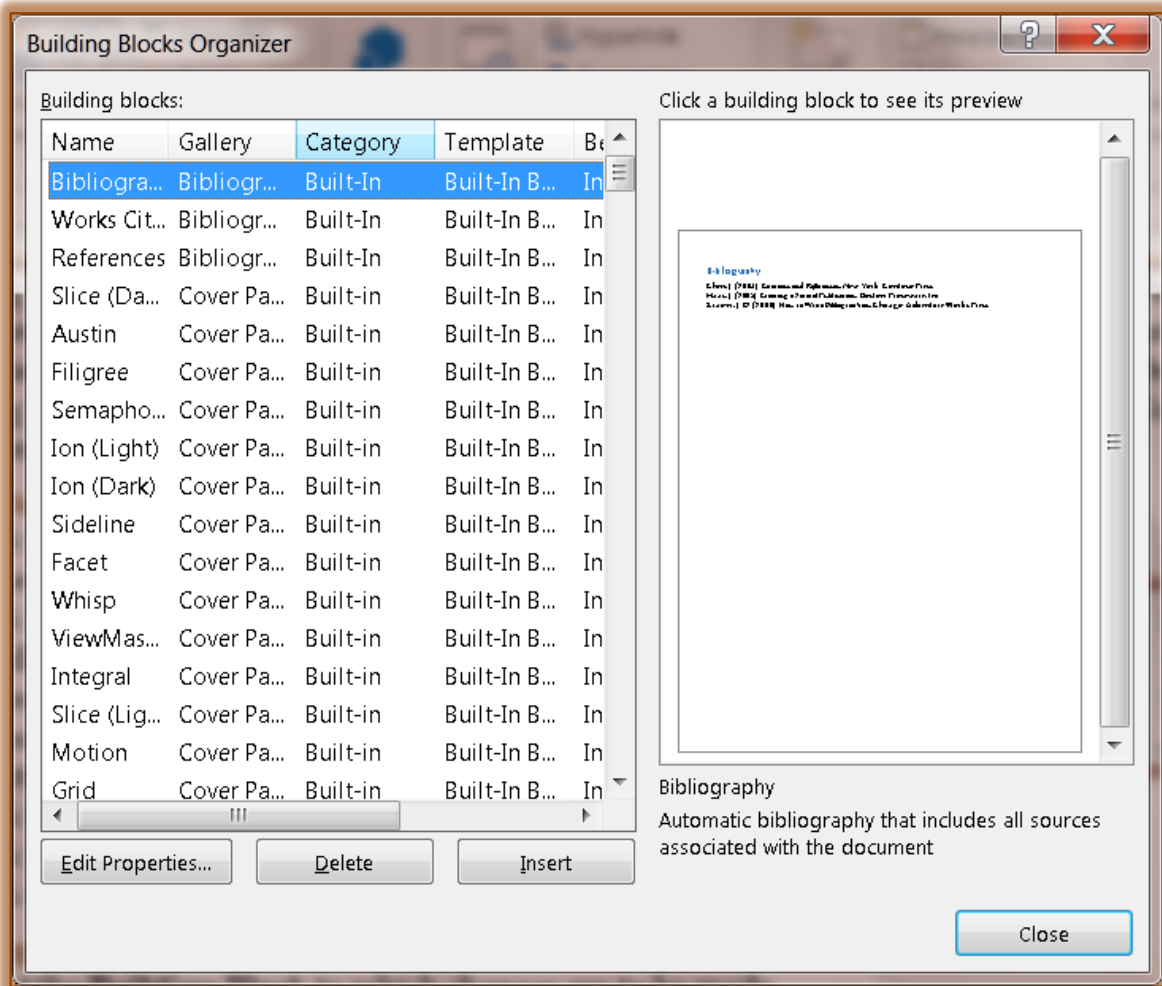 Building Blocks Organizer
Building blocks:
Name Gallery Category Template Be
Bibliogra... Bibliogr... Built-In Built-In B... In
Works Cit... Bibliogr... Built-In Built-In B... In
References Bibliogr... Built-In Built-In B... In
Slice (Da... Cover Pa... Built-in Built-In B... In
Austin Cover Pa... Built-in Built-In B... In
Filigree Cover Pa... Built-in Built-In B... In
Semapho... Cover Pa... Built-in Built-In B... In
Ion (Light) Cover Pa... Built-in Built-In B... In
Ion (Dark) Cover Pa... Built-in Built-In B... In
Sideline Cover Pa... Built-in Built-In B... In
Facet Cover Pa... Built-in Built-In B... In
Whisp Cover Pa... Built-in Built-In B... In
ViewMas... Cover Pa... Built-in Built-In B... In
Integral Cover Pa... Built-in Built-In B... In
Slice (Lig... Cover Pa... Built-in Built-In B... In
Motion Cover Pa... Built-in Built-In B... In
Grid Cover Pa... Built-in Built-In B... In
Edit Properties... Delete Insert
Click a building block to see its preview
Bibliography
Bibliography
Automatic bibliography that includes all sources
associated with the document
Close